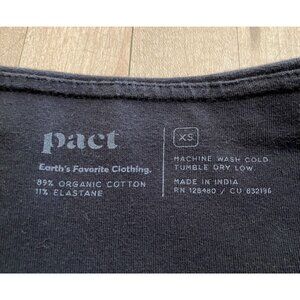 pact
Earth's Favorite Clothing.
89% ORGANIC COTTON
11% ELASTANE
XS
MACHINE WASH COLD
TUMBLE DRY LOW
MADE IN INDIA
RN 128480 / CU 832196